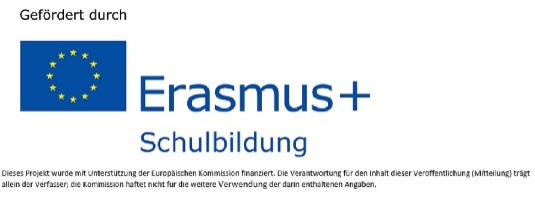 Gefördert durch
Erasmus+
Schulbildung
Dieses Projekt wurde mit Unterstützung der Europäischen Kommission finanziert. Die Verantwortung für den Inhalt dieser Veröffentlichung (Mitteilung) trägt
allein der Verfasser; die Kommission haftet nicht für die weitere Verwendung der darin enthaltenen Angaben.